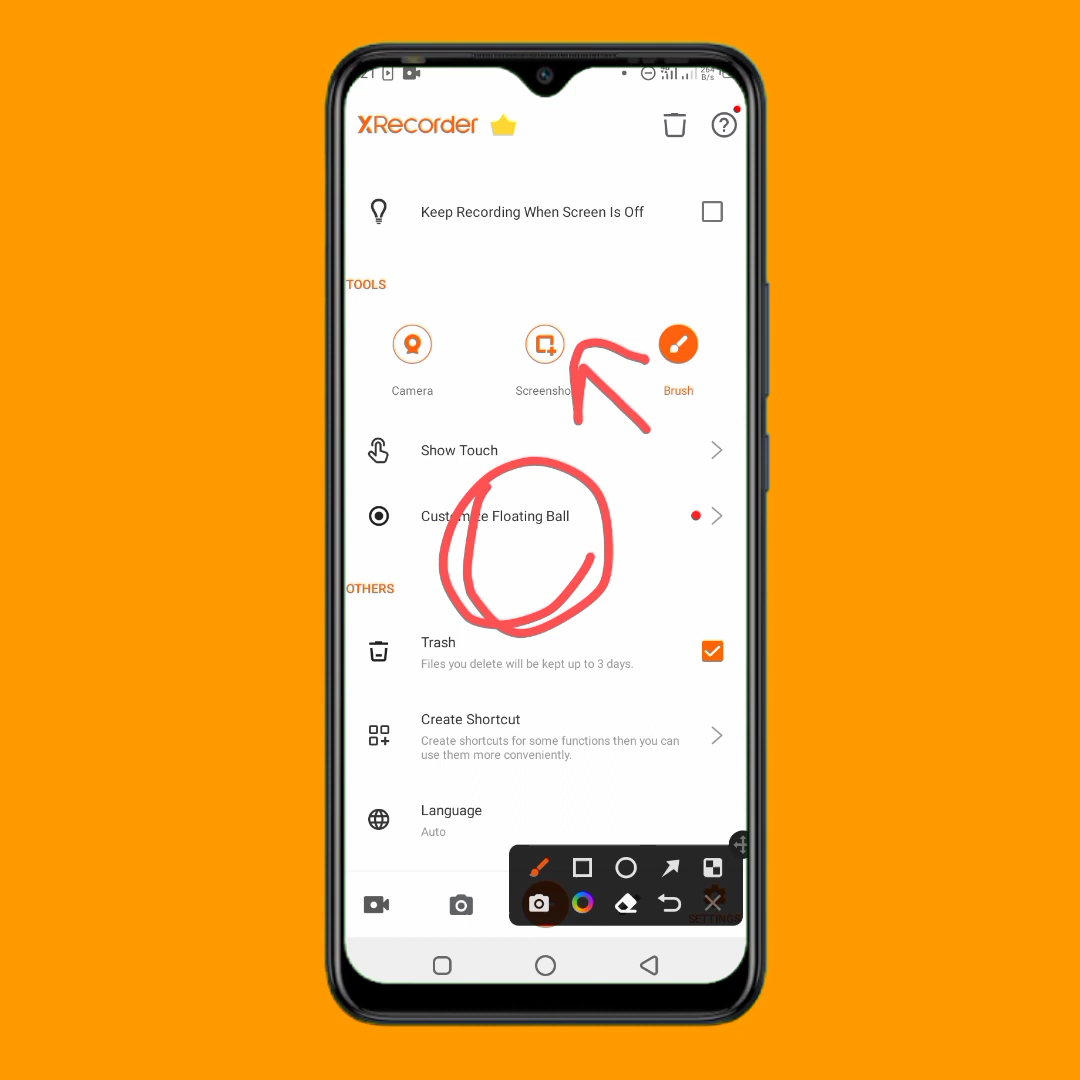 264
B/s
XRecorder
Keep Recording When Screen Is Off
TOOLS
Camera Brush
Show Touch
Floating Ball
OTHERS
Trash
Files you delete will be kept up to 3 days.
Create Shortcut
Create shortcuts for some functions then you can
use them more conveniently.
Language
Auto
SETTINGS